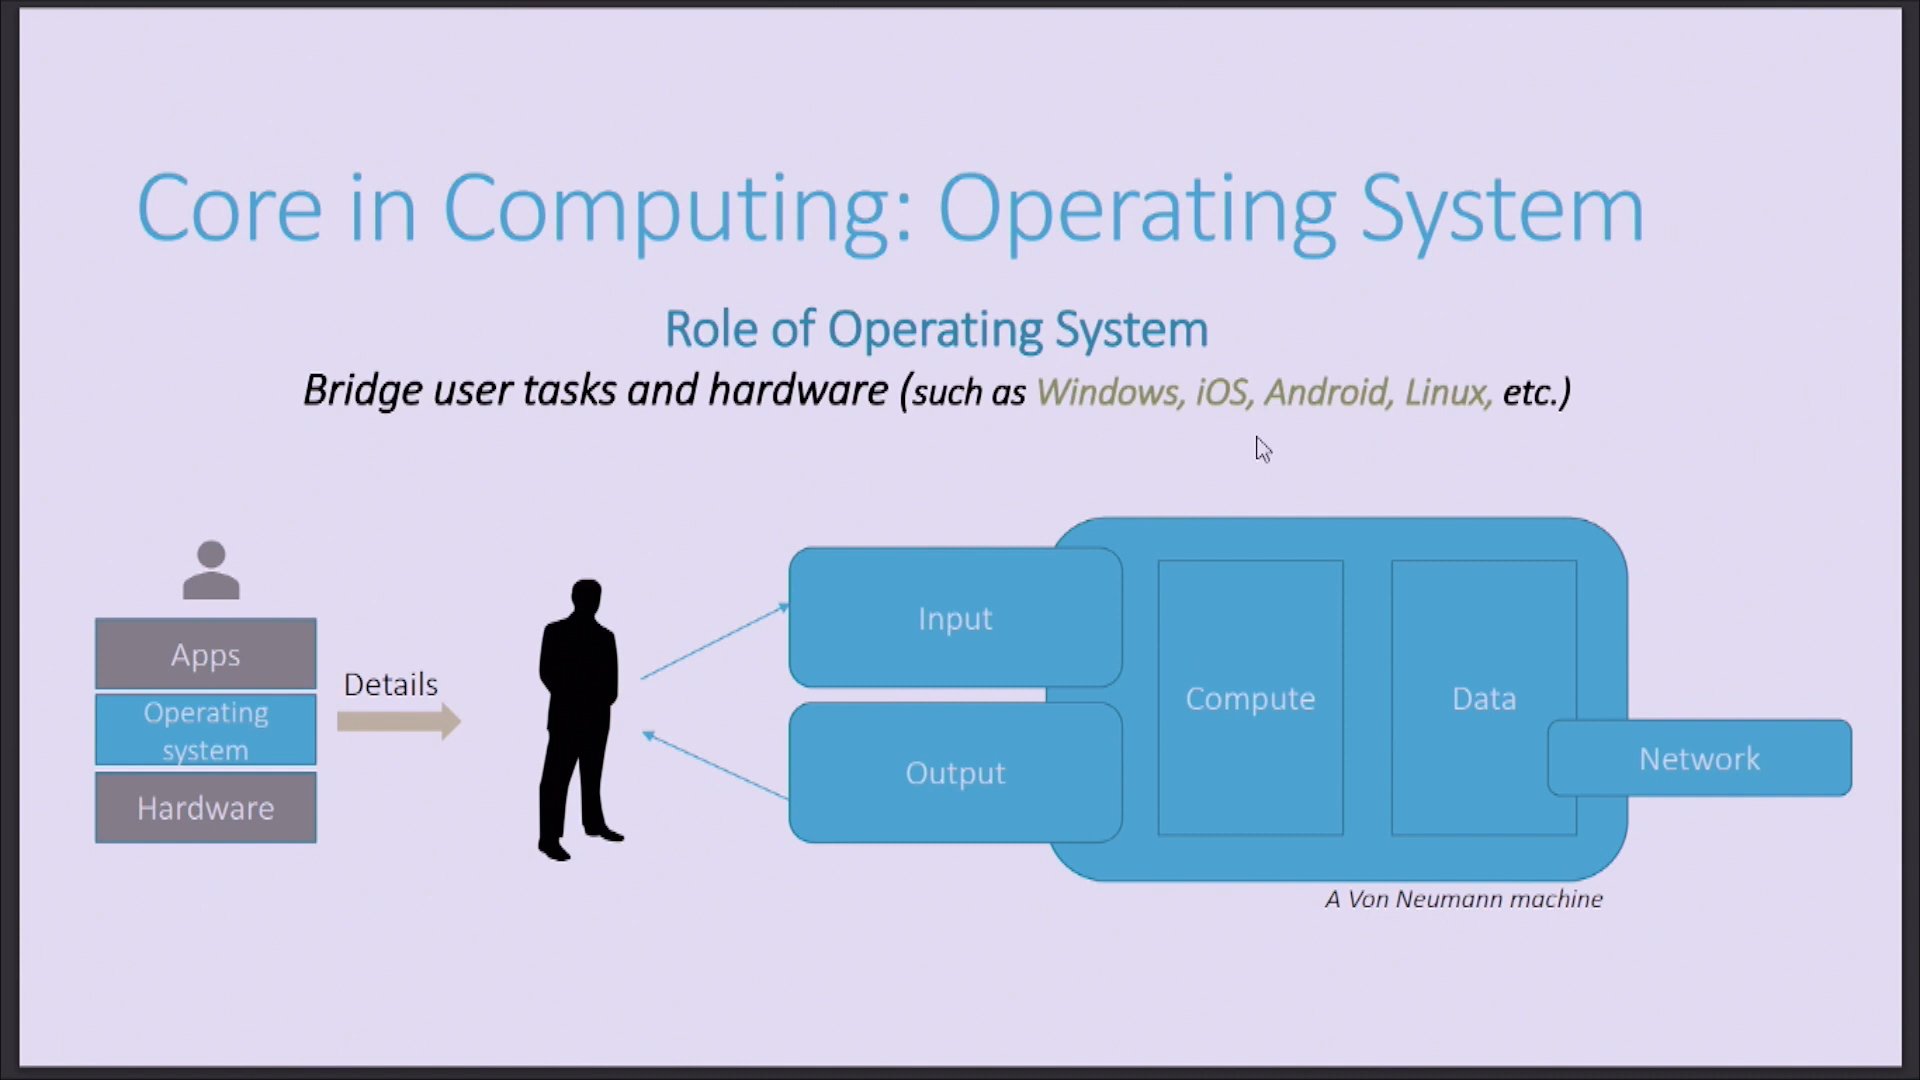 Core in Computing: Operating System
Role of Operating System
Bridge user tasks and hardware (such as Windows, iOS, Android, Linux, etc.)
Apps
Operating
system
Hardware
Details
Input
Output
Compute
Data
Network
A Von Neumann machine